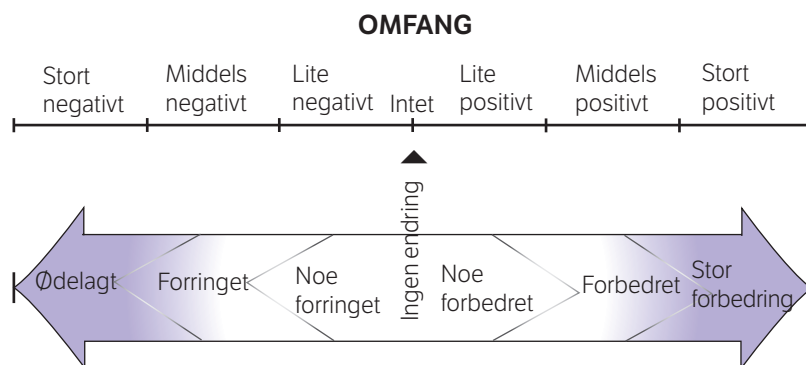 OMFANG
Stort
negativt
Middels
negativt
Lite
negativt
Intet
Lite
positivt
Middels
positivt
Stort
positivt
Ingen endring
Ødelagt
Forringet
Noe
forringet
Noe
forbedret
Forbedret
Stor
forbedring